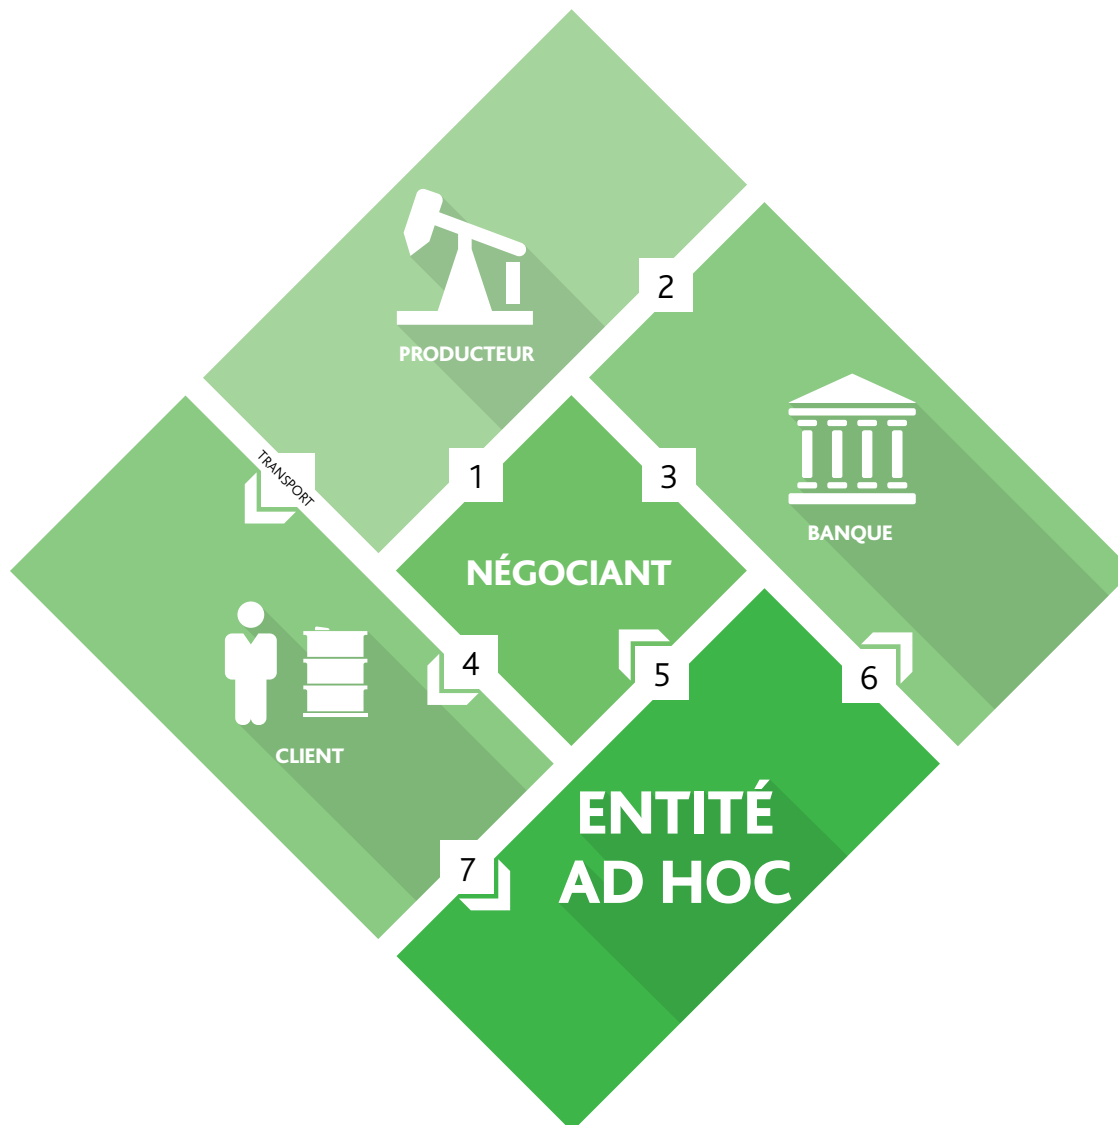 2
PRODUCTEUR
TRANSPORT
1
3
BANQUE
NÉGOCIANT
4
5
6
CLIENT
ENTITÉ
AD HOC
7